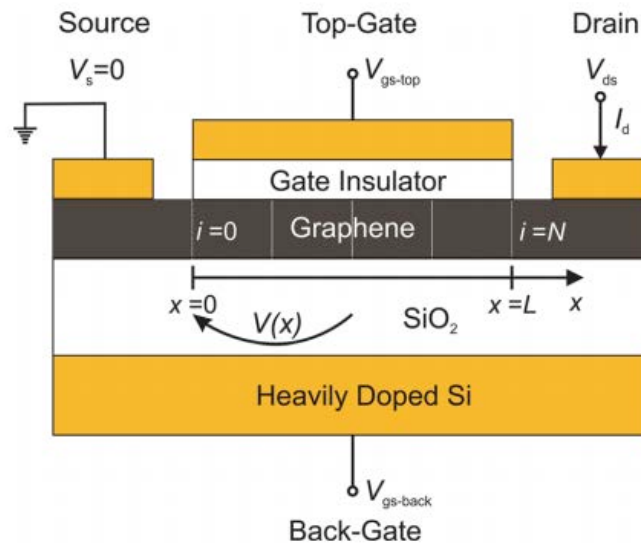 Source
Top-Gate
Drain
Vs=0
Vgs-top
Vds
Id
Gate Insulator
i=0
Graphene
i=N
x=0
x=L
x
V(x)
SiO2
Heavily Doped Si
Vgs-back
Back-Gate